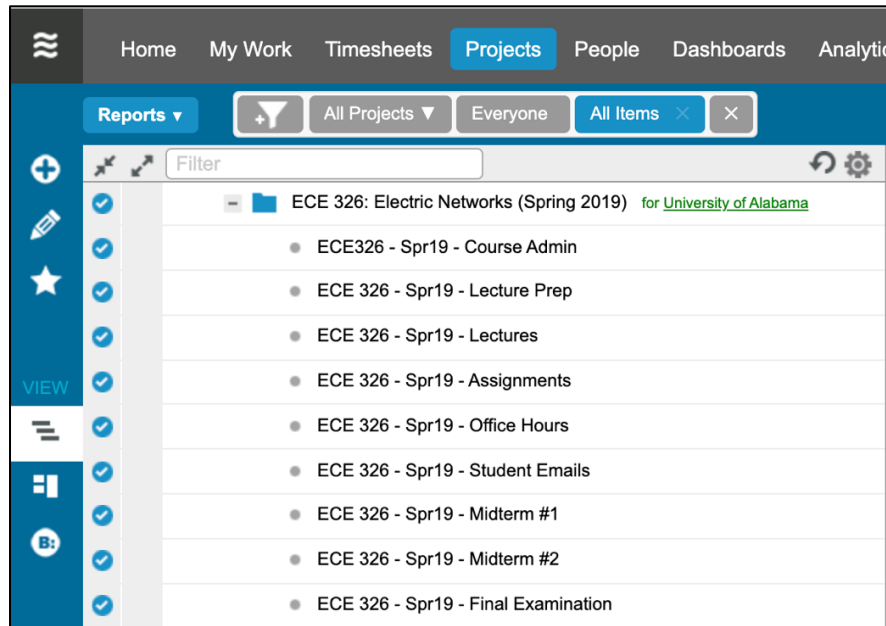 Home My Work Timesheets Projects People Dashboards Analytic
Reports ▾ All Projects ▼ Everyone All Items × ×
Filter
ECE 326: Electric Networks (Spring 2019) for University of Alabama
ECE326 - Spr19 - Course Admin
ECE 326 - Spr19 - Lecture Prep
ECE 326 - Spr19 - Lectures
VIEW
ECE 326 - Spr19 - Assignments
ECE 326 - Spr19 - Office Hours
ECE 326 - Spr19 - Student Emails
ECE 326 - Spr19 - Midterm #1
B:
ECE 326 - Spr19 - Midterm #2
ECE 326 - Spr19 - Final Examination